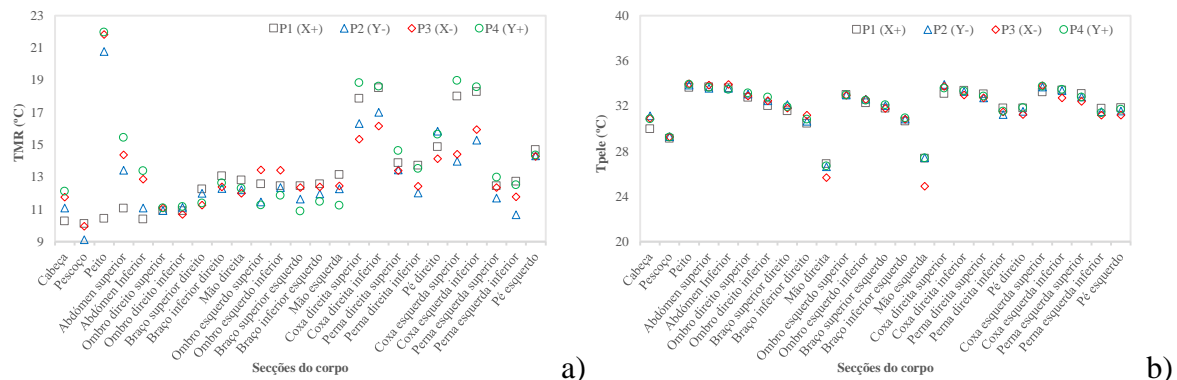 23
21
19
17
15
13
11
9
TMR (ºC)
P1 (X+) P2 (Y-) P3 (X-) P4 (Y+)
Cabeça
Pescoço
Peito
Abdómen superior
Abdómen Inferior
Ombro direito superior
Ombro direito inferior
Braço superior direito
Braço inferior direito
Mão direita
Ombro esquerdo superior
Ombro esquerdo inferior
Braço superior esquerdo
Braço inferior esquerdo
Mão esquerda
Coxa direita superior
Coxa direita inferior
Perna direita superior
Perna direita inferior
Pé direito
Coxa esquerda superior
Coxa esquerda inferior
Perna esquerda superior
Perna esquerda inferior
Pé esquerdo
Secções do corpo
a)
40
36
32
28
24
20
Tpele (ºC)
P1 (X+) P2 (Y-) P3 (X-) P4 (Y+)
Cabeça
Pescoço
Peito
Abdómen superior
Abdómen Inferior
Ombro direito superior
Ombro direito inferior
Braço superior direito
Braço inferior direito
Mão direita
Ombro esquerdo superior
Ombro esquerdo inferior
Braço superior esquerdo
Braço inferior esquerdo
Mão esquerda
Coxa direita superior
Coxa direita inferior
Perna direita superior
Perna direita inferior
Pé direito
Coxa esquerda superior
Coxa esquerda inferior
Perna esquerda superior
Perna esquerda inferior
Pé esquerdo
Secções do corpo
b)